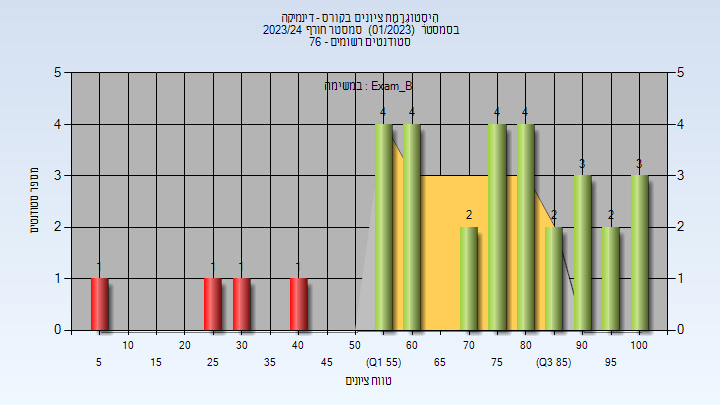 היסטוגרמת ציונים בקורס - דינמיקה
בסמסטר (01/2023) סמסטר חורף 2023/24
סטודנטים רשומים - 76
במשימה : Exam_B
מספר סטודנטים
5 5
4 4
3 3
2 2
1 1
0 0
1 1 1 1 4 4 2 4 4 2 3 2 3
10 20 30 40 50 60 70 80 90 100
5 15 25 35 45 (Q1 55) 65 75 (Q3 85) 95
טווח ציונים